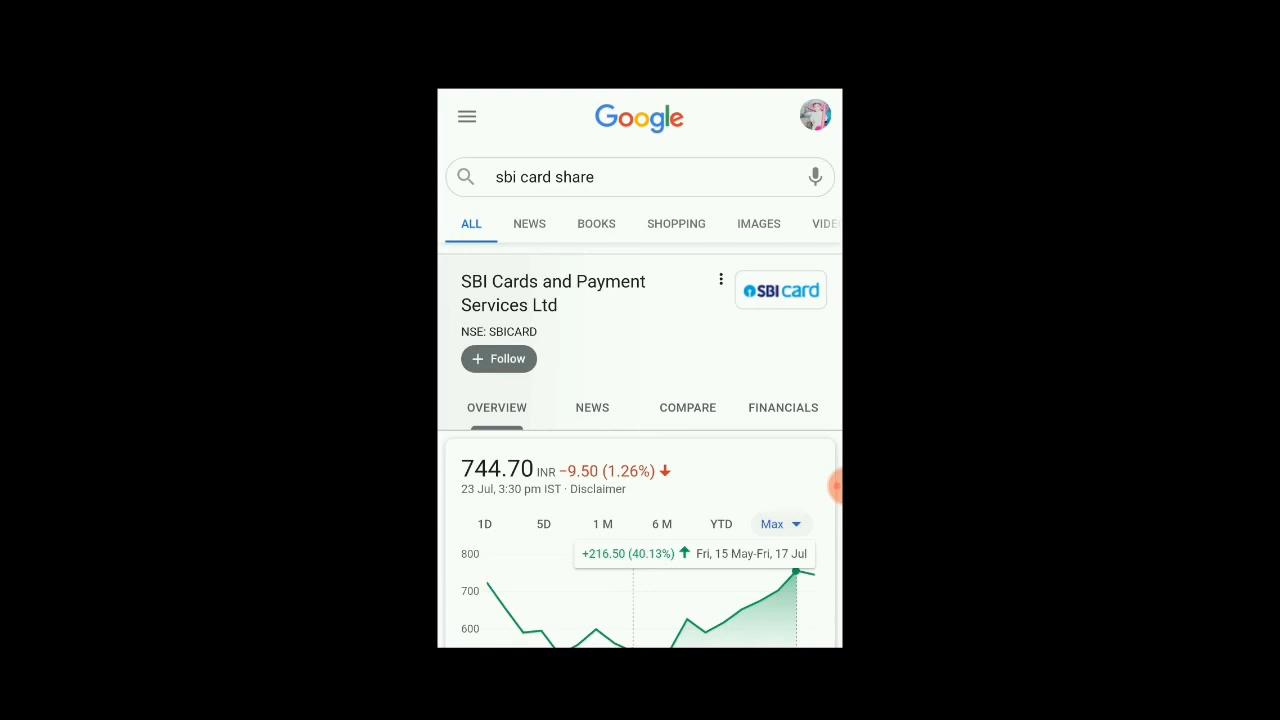 Google
sbi card share
ALL NEWS BOOKS SHOPPING IMAGES VIDE
SBI Cards and Payment
Services Ltd
SBI card
NSE: SBICARD
+ Follow
OVERVIEW NEWS COMPARE FINANCIALS
744.70 INR −9.50 (1.26%)
23 Jul, 3:30 pm IST · Disclaimer
1D 5D 1 M 6 M YTD Max
800
+216.50 (40.13%) Fri, 15 May-Fri, 17 Jul
700
600